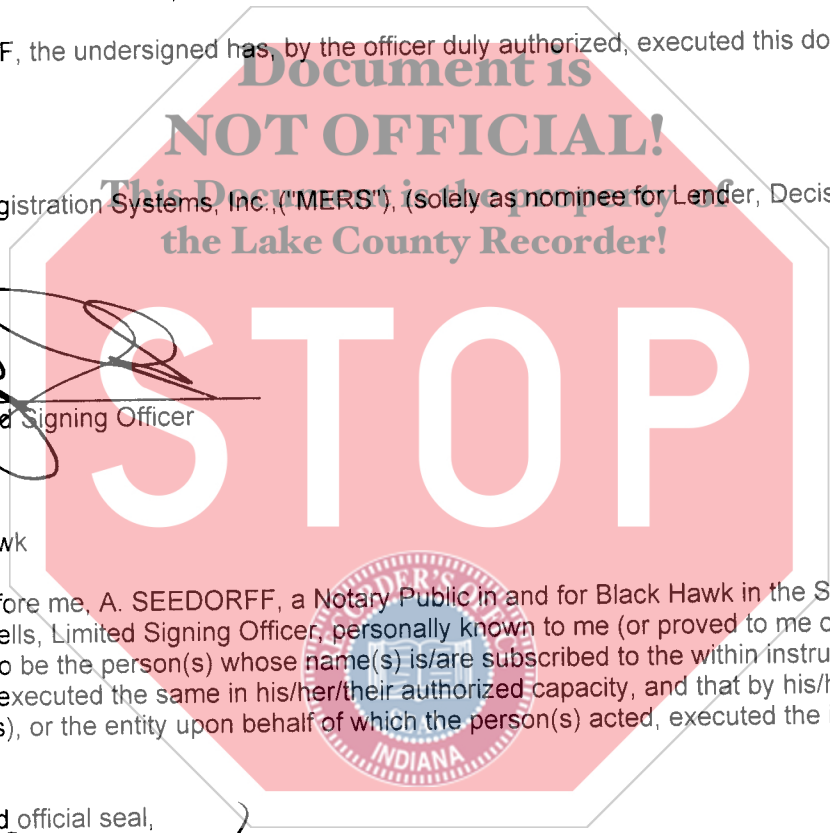 F, the undersigned has, by the officer duly authorized, executed this do
Document is
NOT OFFICIAL!
This Document is the property of
gistration Systems, Inc.,("MERS"), (solely as nominee for Lender, Decis
the Lake County Recorder!
STOP
d Signing Officer
wk
RECORDER'S OFFICE
fore me, A. SEEDORFF, a Notary Public in and for Black Hawk in the S
ells, Limited Signing Officer, personally known to me (or proved to me o
o be the person(s) whose name(s) is/are subscribed to the within instru
executed the same in his/her/their authorized capacity, and that by his/h
s), or the entity upon behalf of which the person(s) acted, executed the i
INDIANA
d official seal,